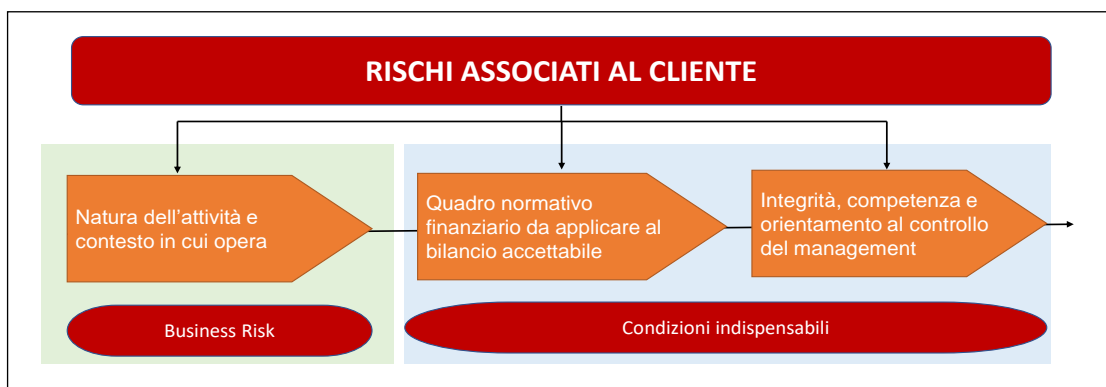 RISCHI ASSOCIATI AL CLIENTE
Natura dell'attività e
contesto in cui opera
Quadro normativo
finanziario da applicare al
bilancio accettabile
Integrità, competenza e
orientamento al controllo
del management
Business Risk
Condizioni indispensabili